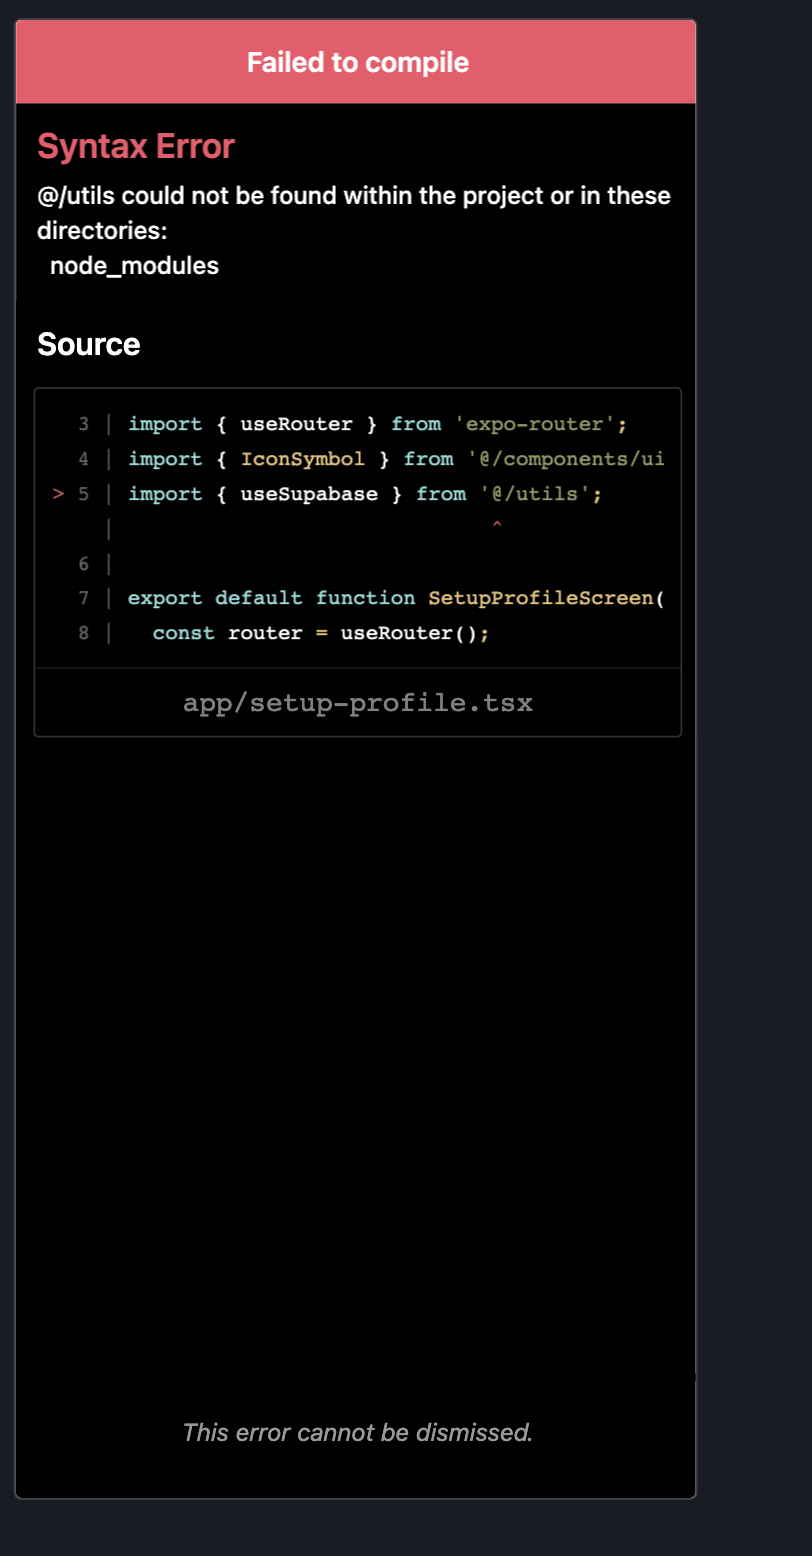 Failed to compile
Syntax Error
@/utils could not be found within the project or in these
directories:
node_modules
Source
3 | import { useRouter } from 'expo-router';
4 | import { IconSymbol } from '@/components/ui
> 5 | import { useSupabase } from '@/utils';
| ^
6 |
7 | export default function SetupProfileScreen(
8 | const router = useRouter();
app/setup-profile.tsx
This error cannot be dismissed.